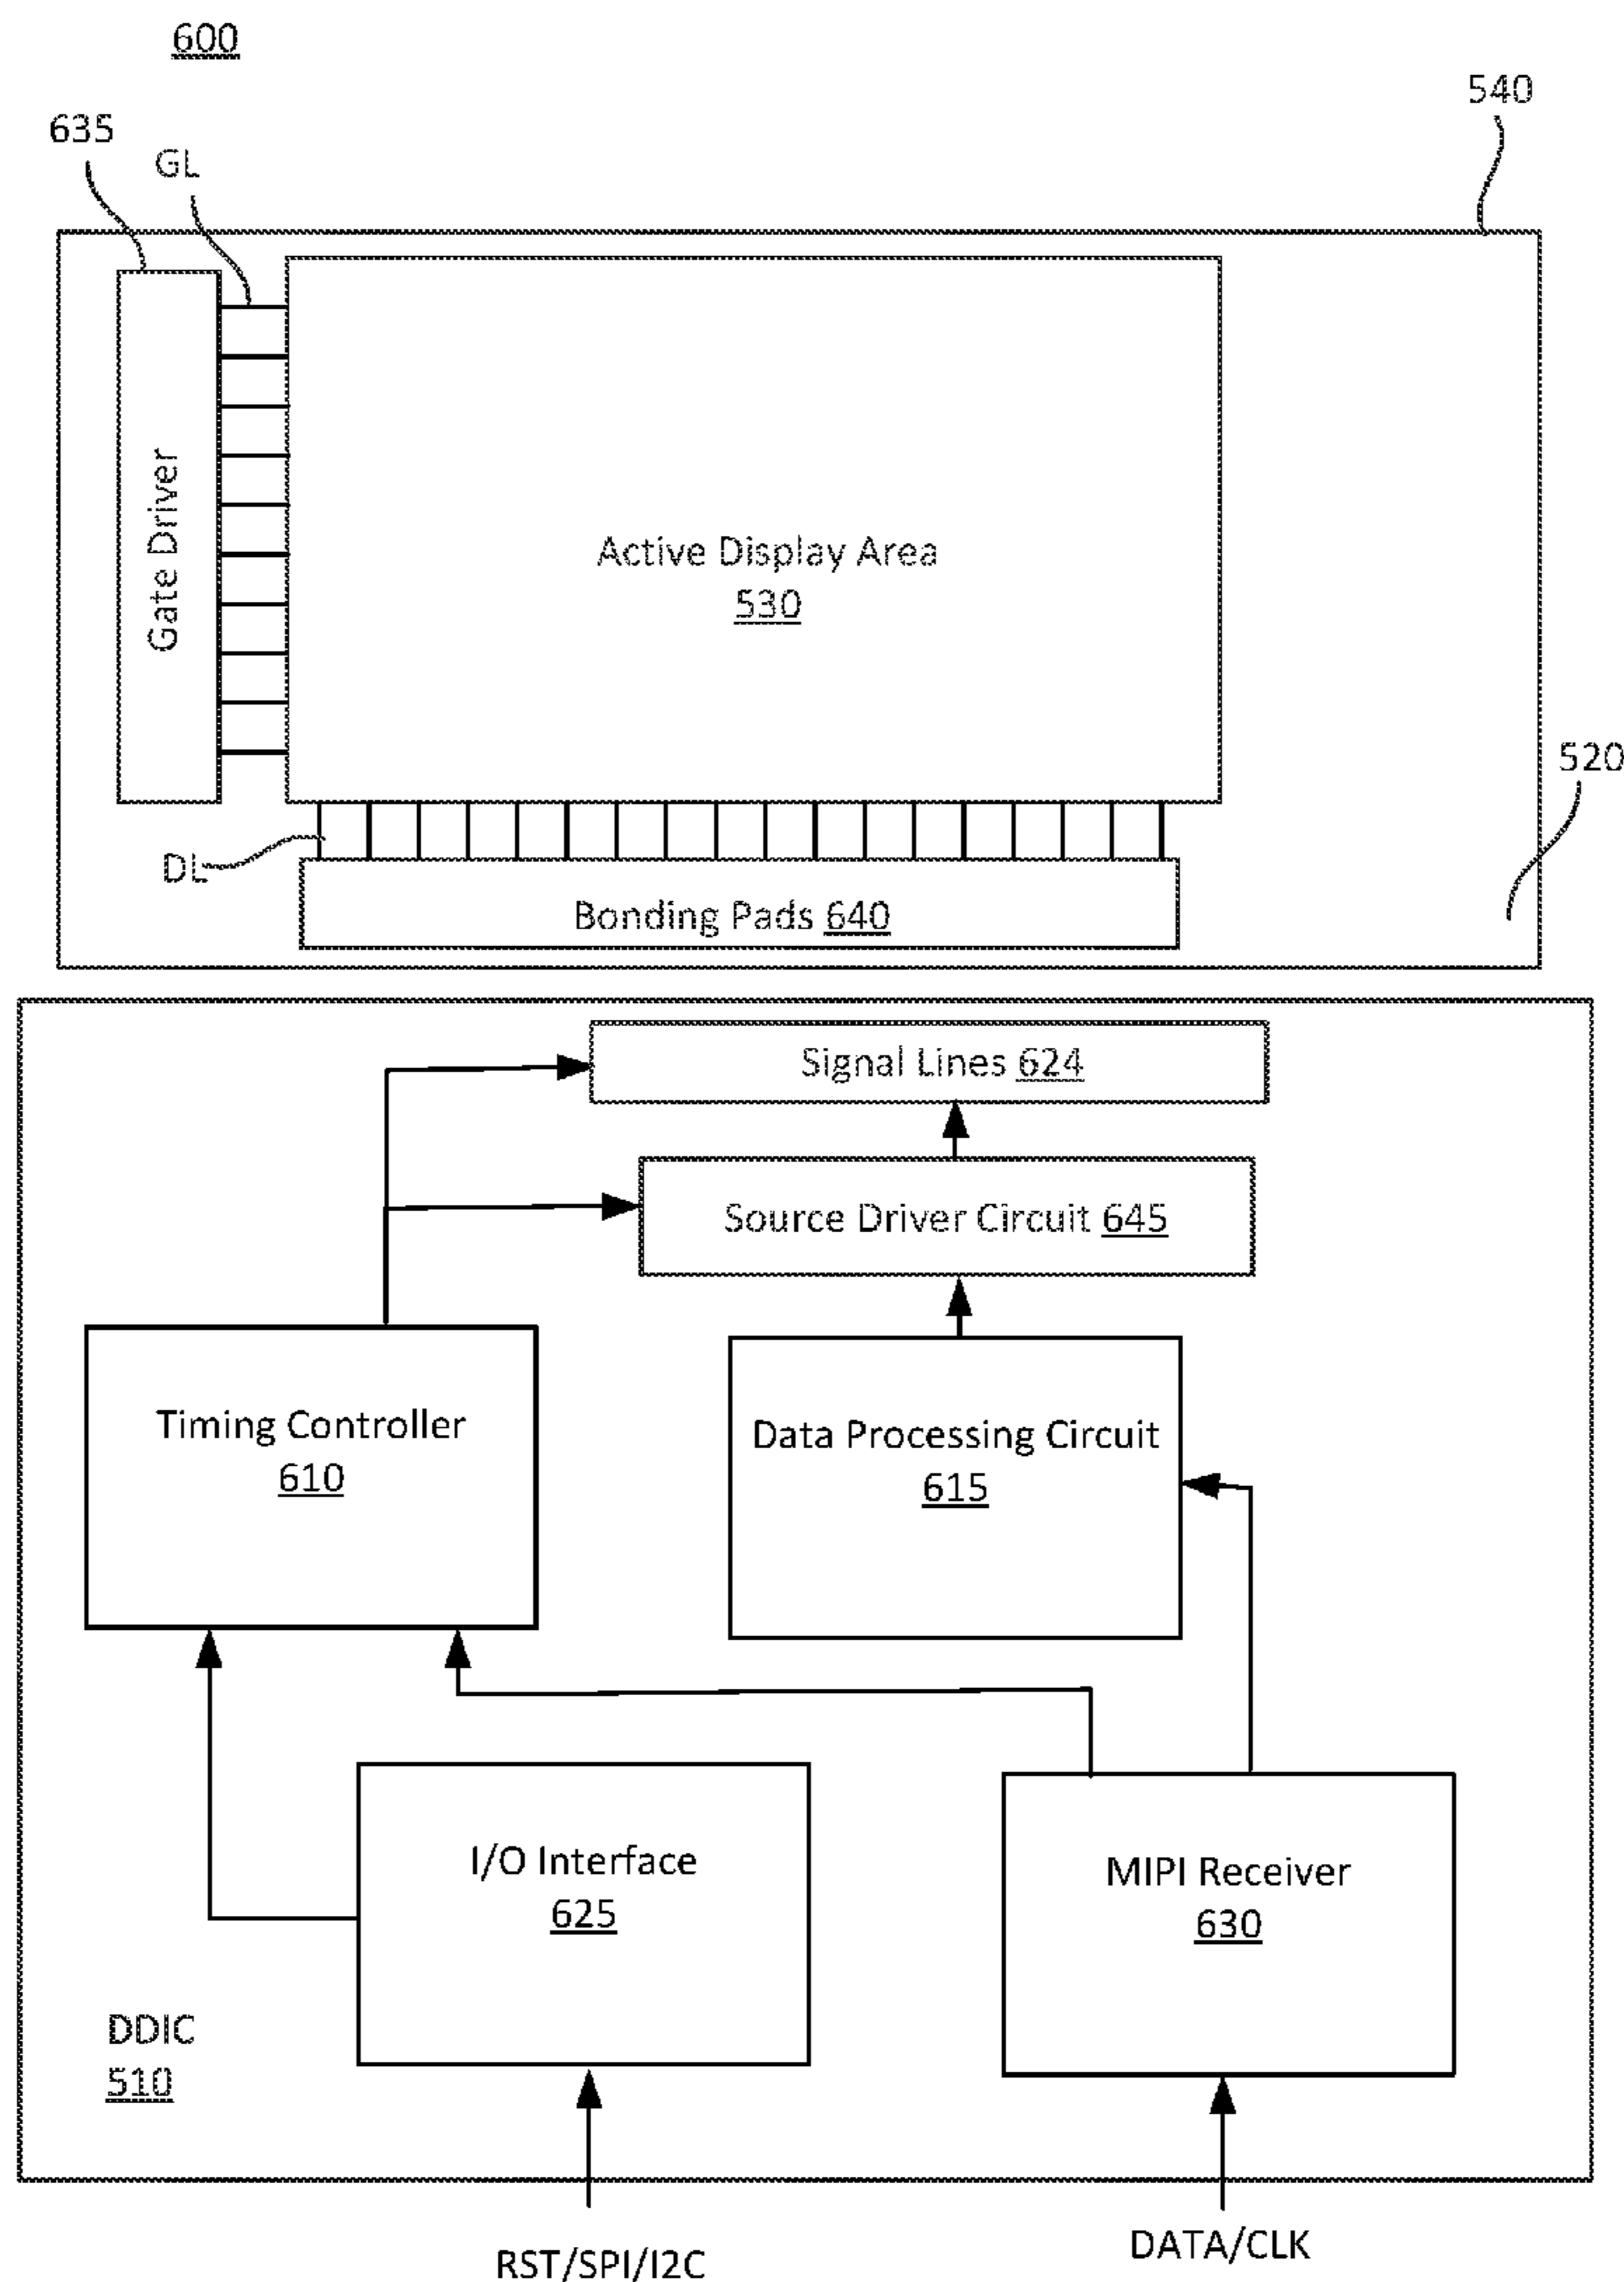 600
540
635
GL
Gate Driver
Active Display Area
530
520
DL
Bonding Pads 640
Signal Lines 624
Source Driver Circuit 645
Timing Controller
610
Data Processing Circuit
615
I/O Interface
625
MIPI Receiver
630
DDIC
510
RST/SPI/I2C
DATA/CLK